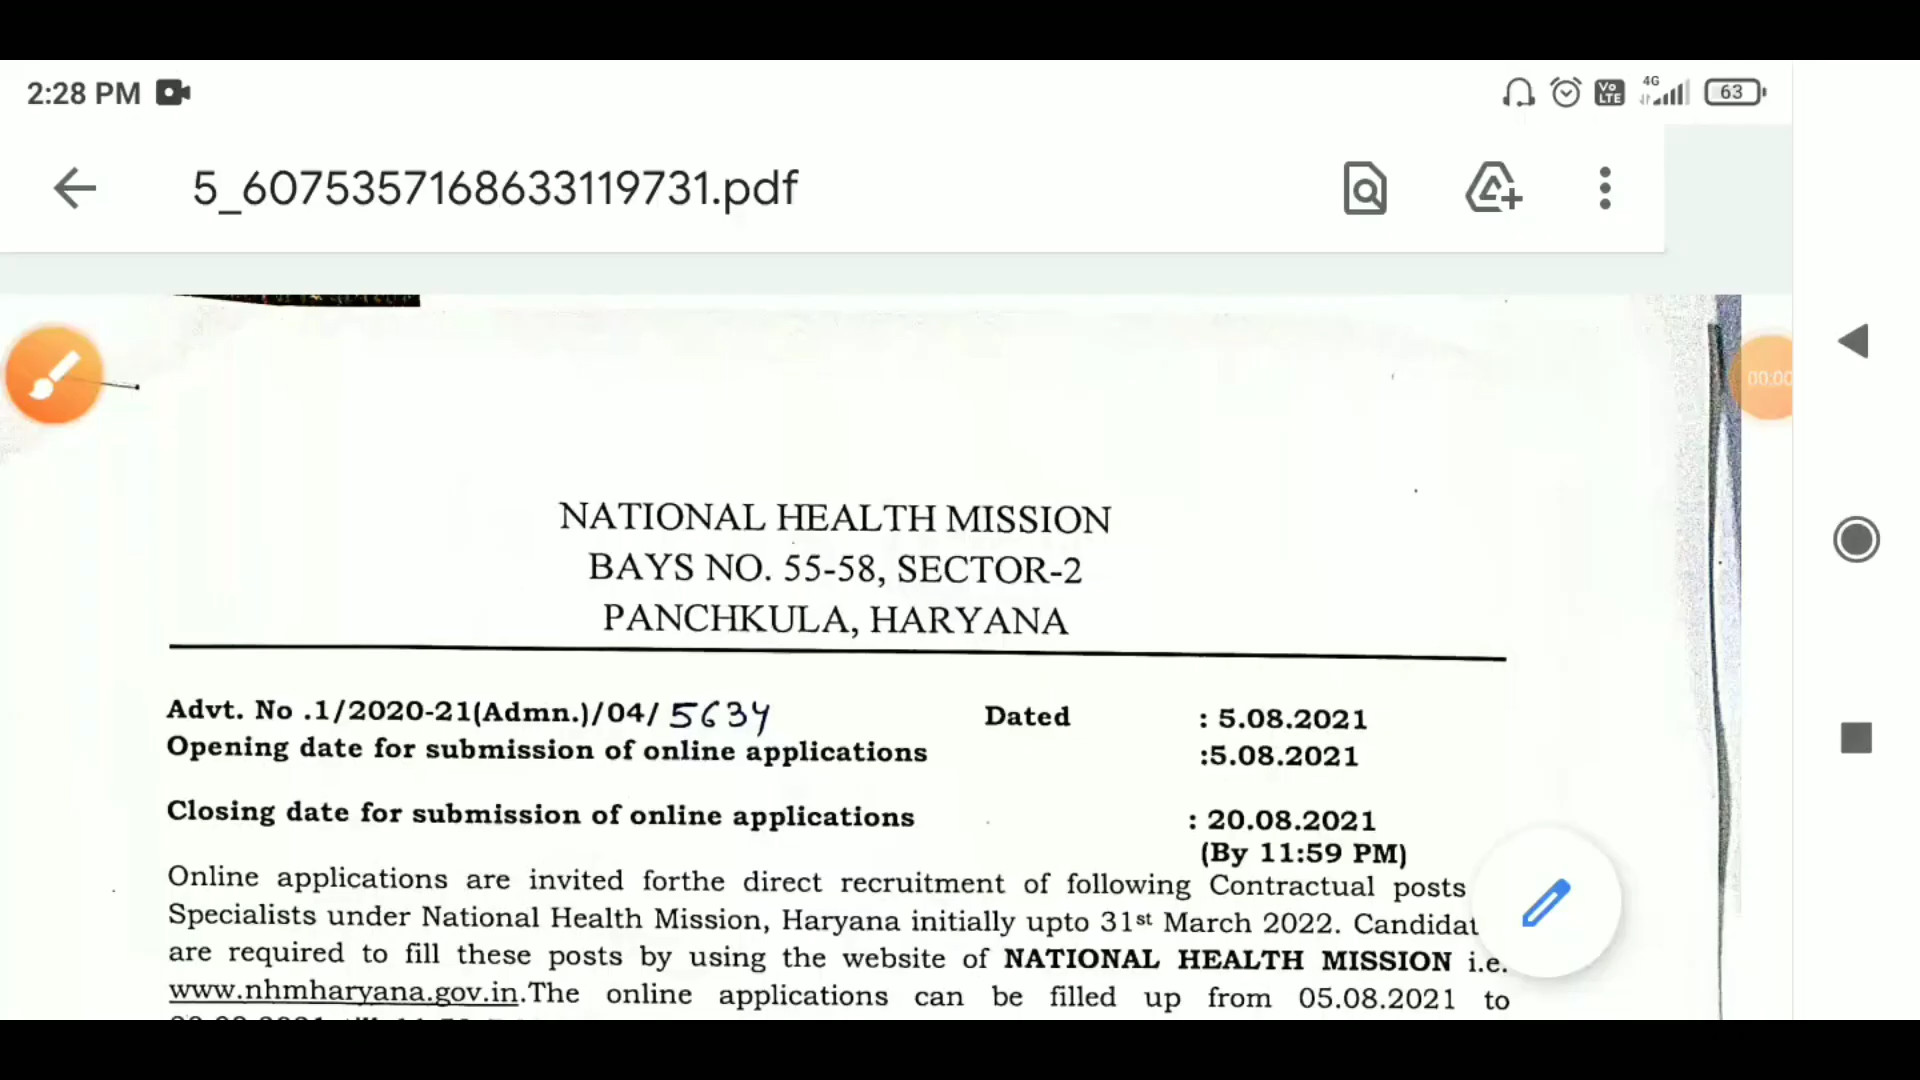 2:28 PM
4G
Vo LTE
63
5_6075357168633119731.pdf
00:00
NATIONAL HEALTH MISSION
BAYS NO. 55-58, SECTOR-2
PANCHKULA, HARYANA
Advt. No .1/2020-21(Admn.)/04/ 5634 Dated : 5.08.2021
Opening date for submission of online applications :5.08.2021
Closing date for submission of online applications : 20.08.2021
(By 11:59 PM)
Online applications are invited forthe direct recruitment of following Contractual posts
Specialists under National Health Mission, Haryana initially upto 31st March 2022. Candidat
are required to fill these posts by using the website of NATIONAL HEALTH MISSION i.e.
www.nhmharyana.gov.in.The online applications can be filled up from 05.08.2021 to